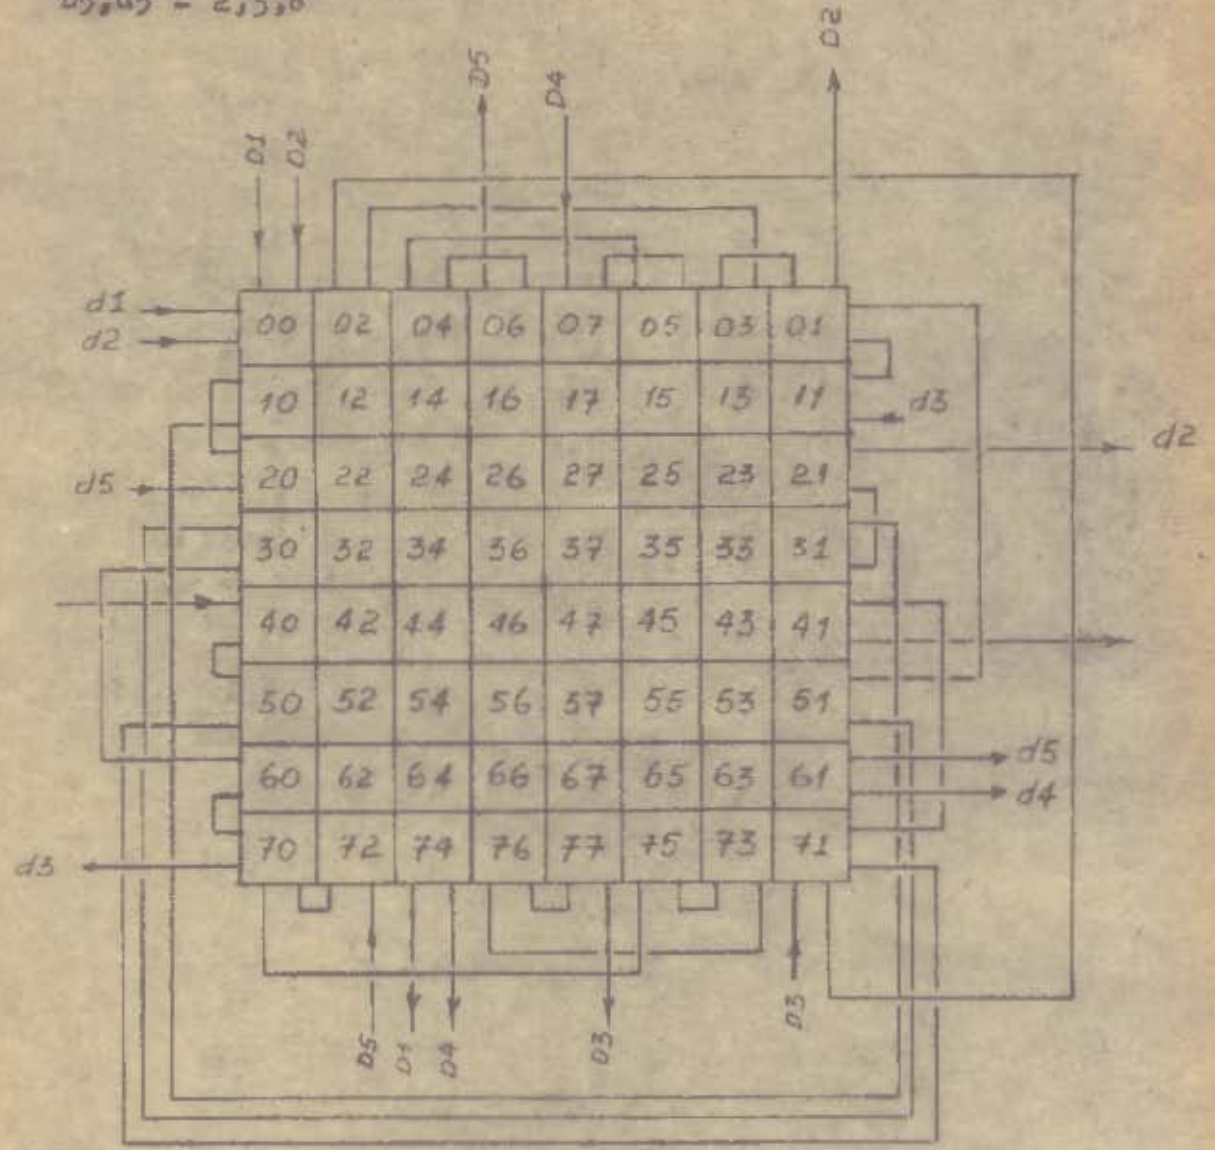 D5 D4 D2
D1 D2
d1
d2
00 02 04 06 07 05 03 01
10 12 14 16 17 15 13 11 d3
d2
d5 20 22 24 26 27 25 23 21
30 32 34 36 37 35 33 31
40 42 44 46 47 45 43 41
50 52 54 56 57 55 53 51
60 62 64 66 67 65 63 61 d5
d4
d3 70 72 74 76 77 75 73 71
D5 D1 D4 D3 D3